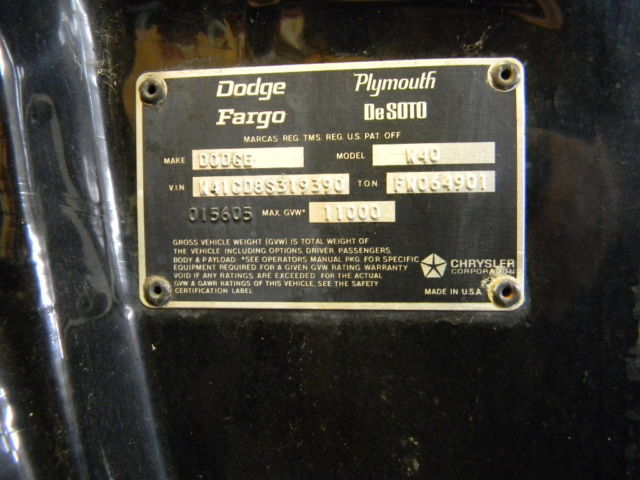 Dodge Plymouth
Fargo DeSOTO
MARCAS REG. TMS. REG. U.S. PAT. OFF.
MAKE DODGE MODEL W40
VIN W41CD8S319390 T.O.N FW064901
015605 MAX. GVW* 11000
GROSS VEHICLE WEIGHT (GVW) IS TOTAL WEIGHT OF
THE VEHICLE INCLUDING OPTIONS, DRIVER, PASSENGERS,
BODY & PAYLOAD *SEE OPERATORS MANUAL PKG FOR SPECIFIC
EQUIPMENT REQUIRED FOR A GIVEN GVW RATING WARRANTY
VOID IF ANY RATINGS ARE EXCEEDED. FOR THE ACTUAL
GVW & GAWR RATINGS OF THIS VEHICLE, SEE THE SAFETY
CERTIFICATION LABEL.
CHRYSLER
CORPORATION
MADE IN U.S.A.